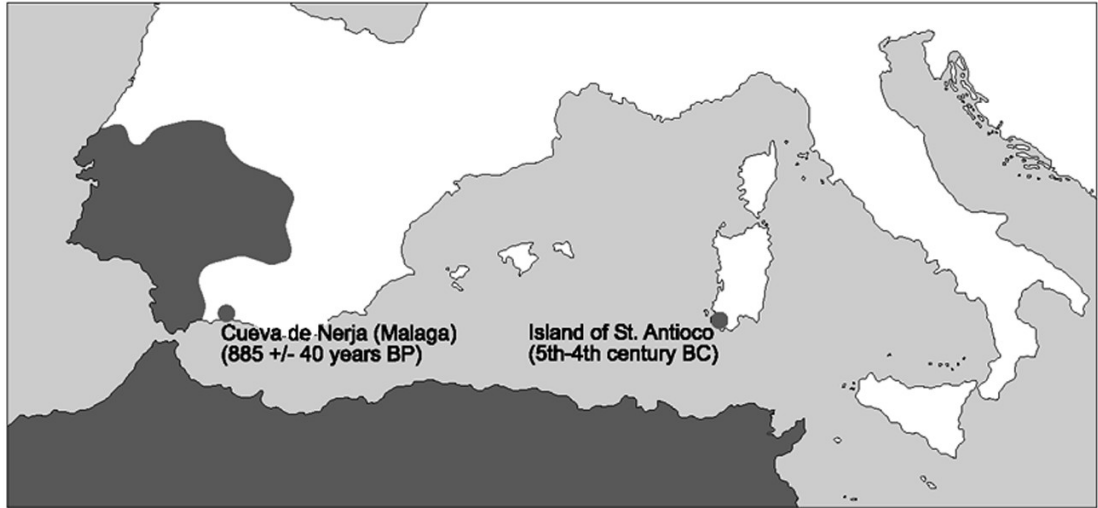 Cueva de Nerja (Malaga)
(885 +/- 40 years BP)
Island of St. Antioco
(5th-4th century BC)